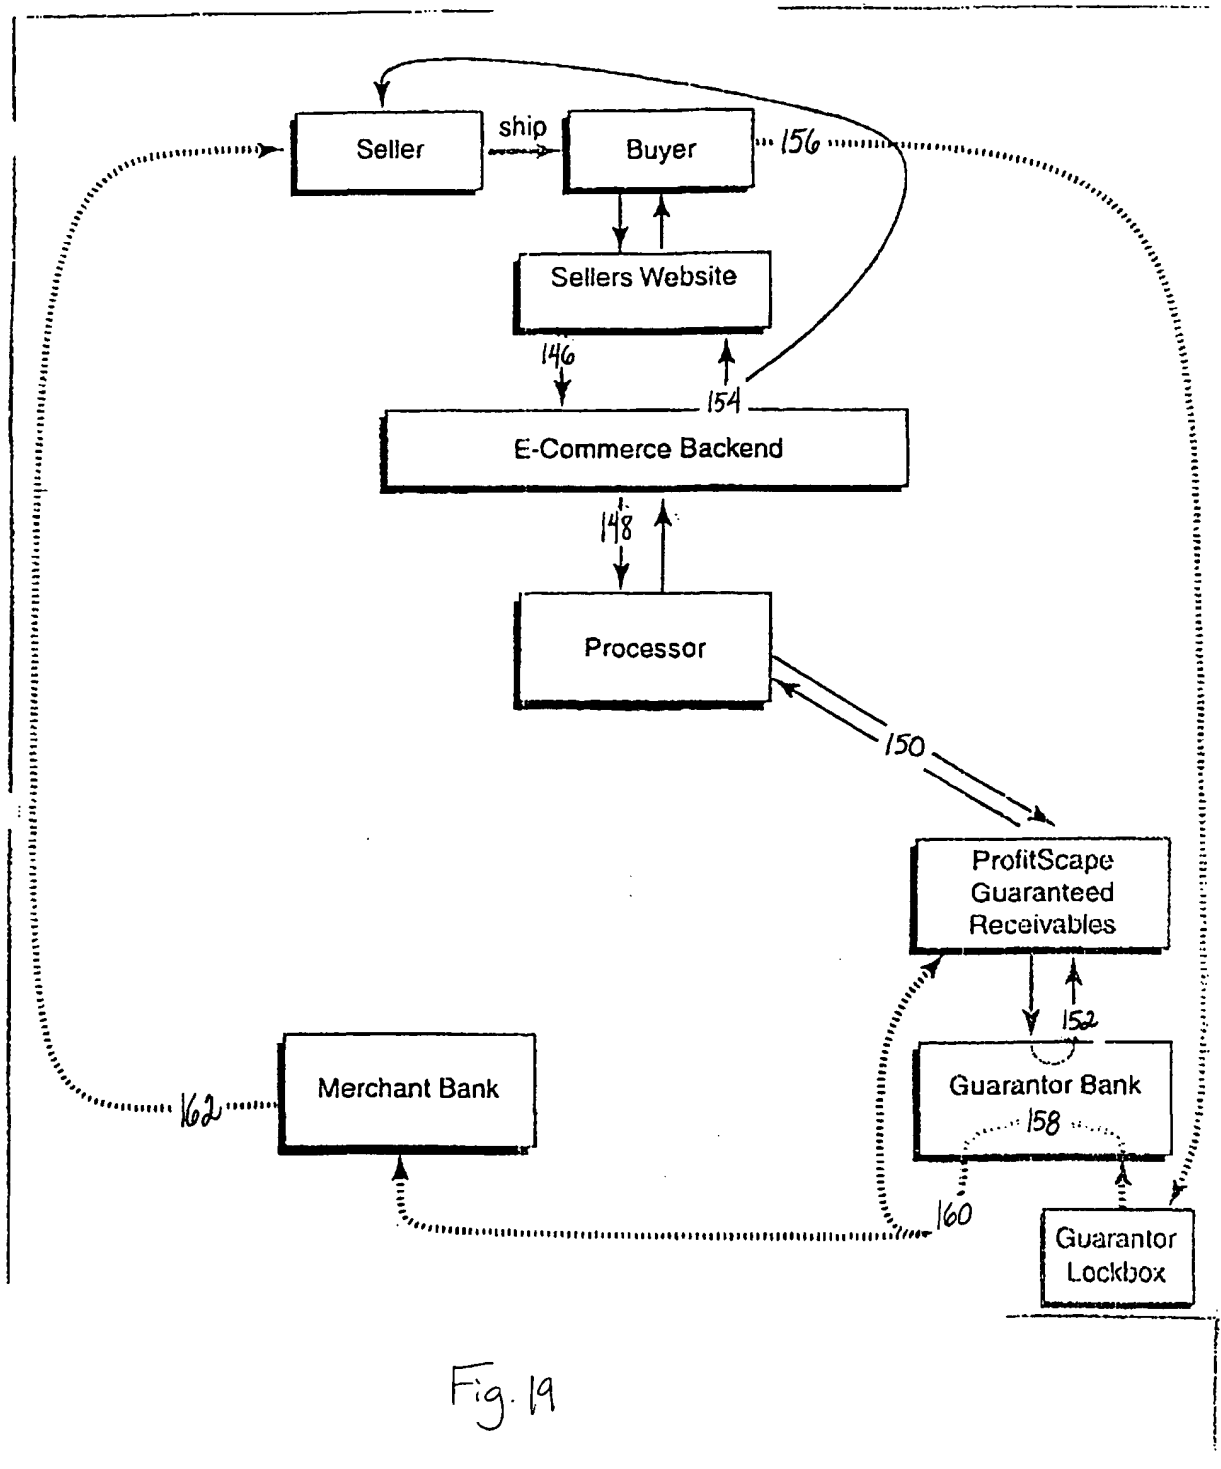 Seller
ship
Buyer
156
Sellers Website
146
154
E-Commerce Backend
148
Processor
150
ProfitScape
Guaranteed
Receivables
152
Merchant Bank
Guarantor Bank
158
162
160
Guarantor
Lockbox
Fig. 19